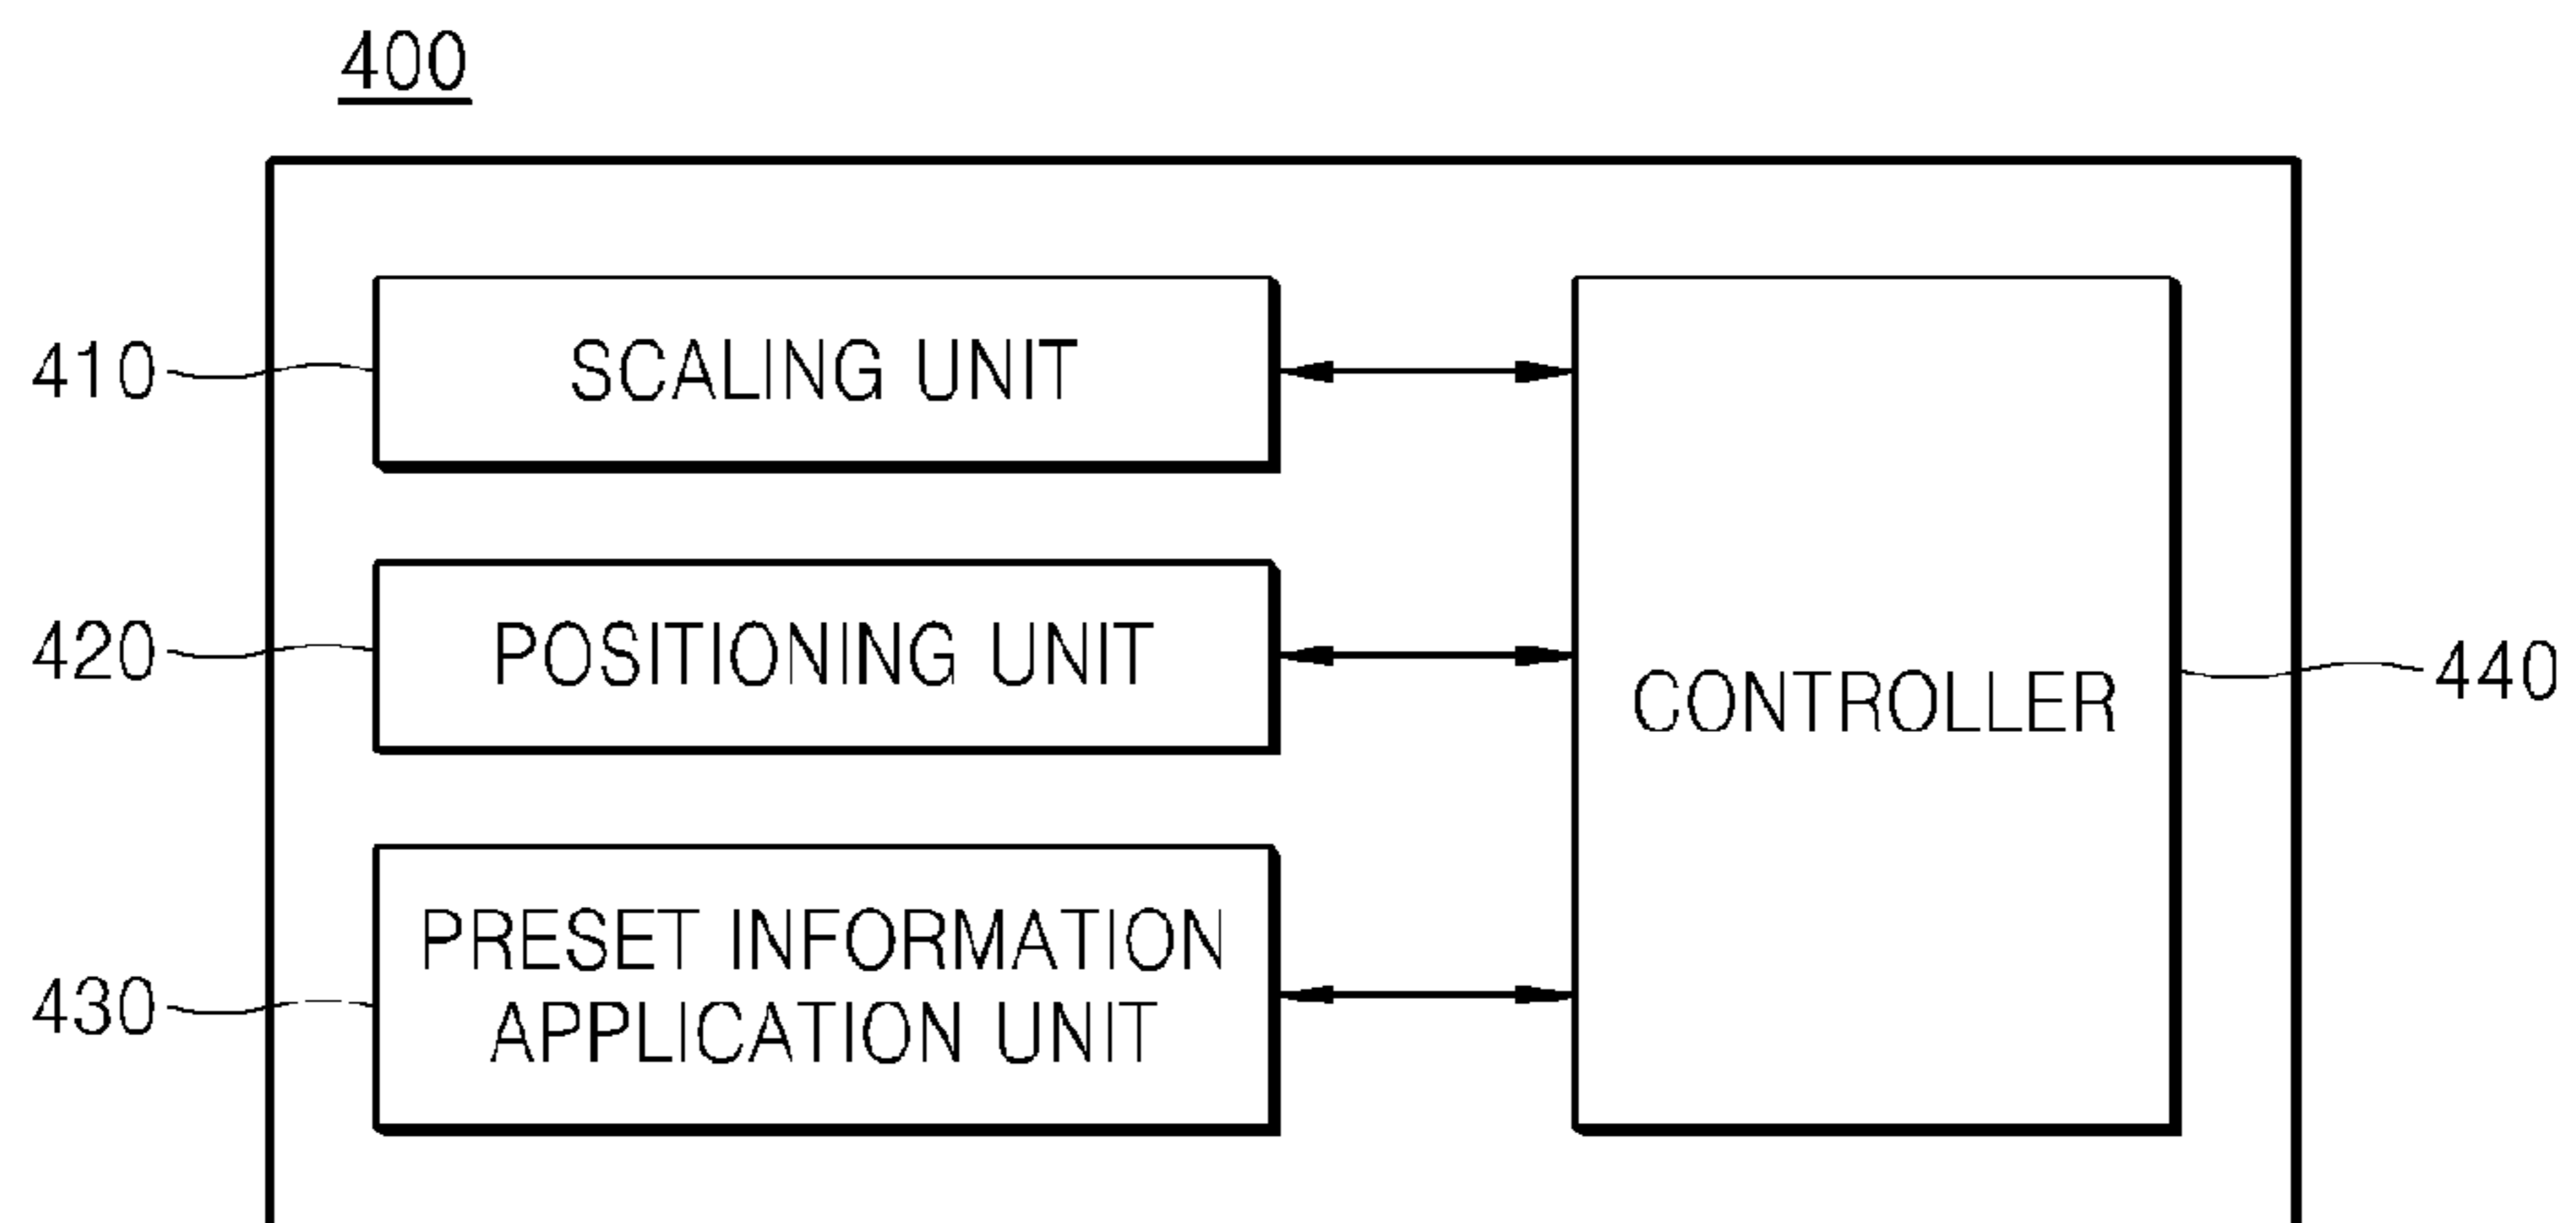 400
410
SCALING UNIT
420
POSITIONING UNIT
CONTROLLER
440
430
PRESET INFORMATION
APPLICATION UNIT